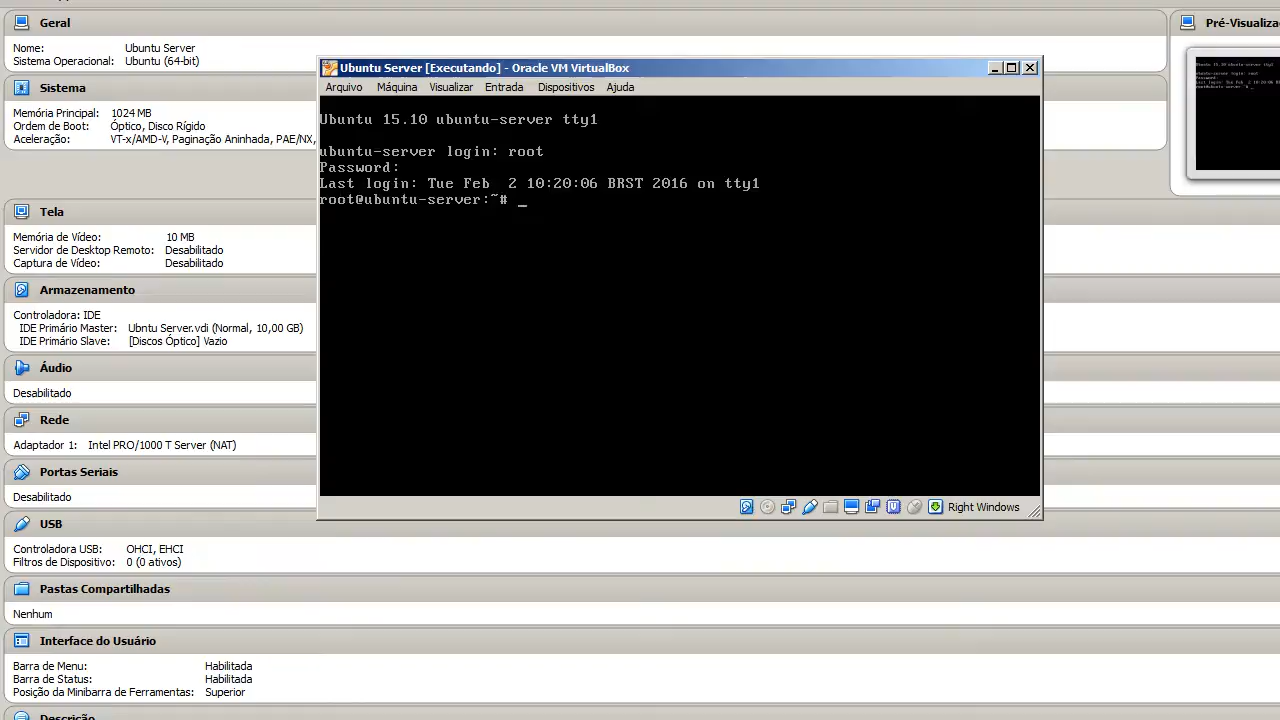 Geral
Nome: Ubuntu Server
Sistema Operacional: Ubuntu (64-bit)
Sistema
Memória Principal: 1024 MB
Ordem de Boot: Óptico, Disco Rígido
Aceleração: VT-x/AMD-V, Paginação Aninhada, PAE/NX,
Tela
Memória de Vídeo: 10 MB
Servidor de Desktop Remoto: Desabilitado
Captura de Vídeo: Desabilitado
Armazenamento
Controladora: IDE
IDE Primário Master: Ubntu Server.vdi (Normal, 10,00 GB)
IDE Primário Slave: [Discos Óptico] Vazio
Áudio
Desabilitado
Rede
Adaptador 1: Intel PRO/1000 T Server (NAT)
Portas Seriais
Desabilitado
USB
Controladora USB: OHCI, EHCI
Filtros de Dispositivo: 0 (0 ativos)
Pastas Compartilhadas
Nenhum
Interface do Usuário
Barra de Menu: Habilitada
Barra de Status: Habilitada
Posição da Minibarra de Ferramentas: Superior
Descrição
Ubuntu Server [Executando] - Oracle VM VirtualBox
Arquivo Máquina Visualizar Entrada Dispositivos Ajuda
Ubuntu 15.10 ubuntu-server tty1
ubuntu-server login: root
Password:
Last login: Tue Feb  2 10:20:06 BRST 2016 on tty1
root@ubuntu-server:~# _
Right Windows
Pré-Visualiza